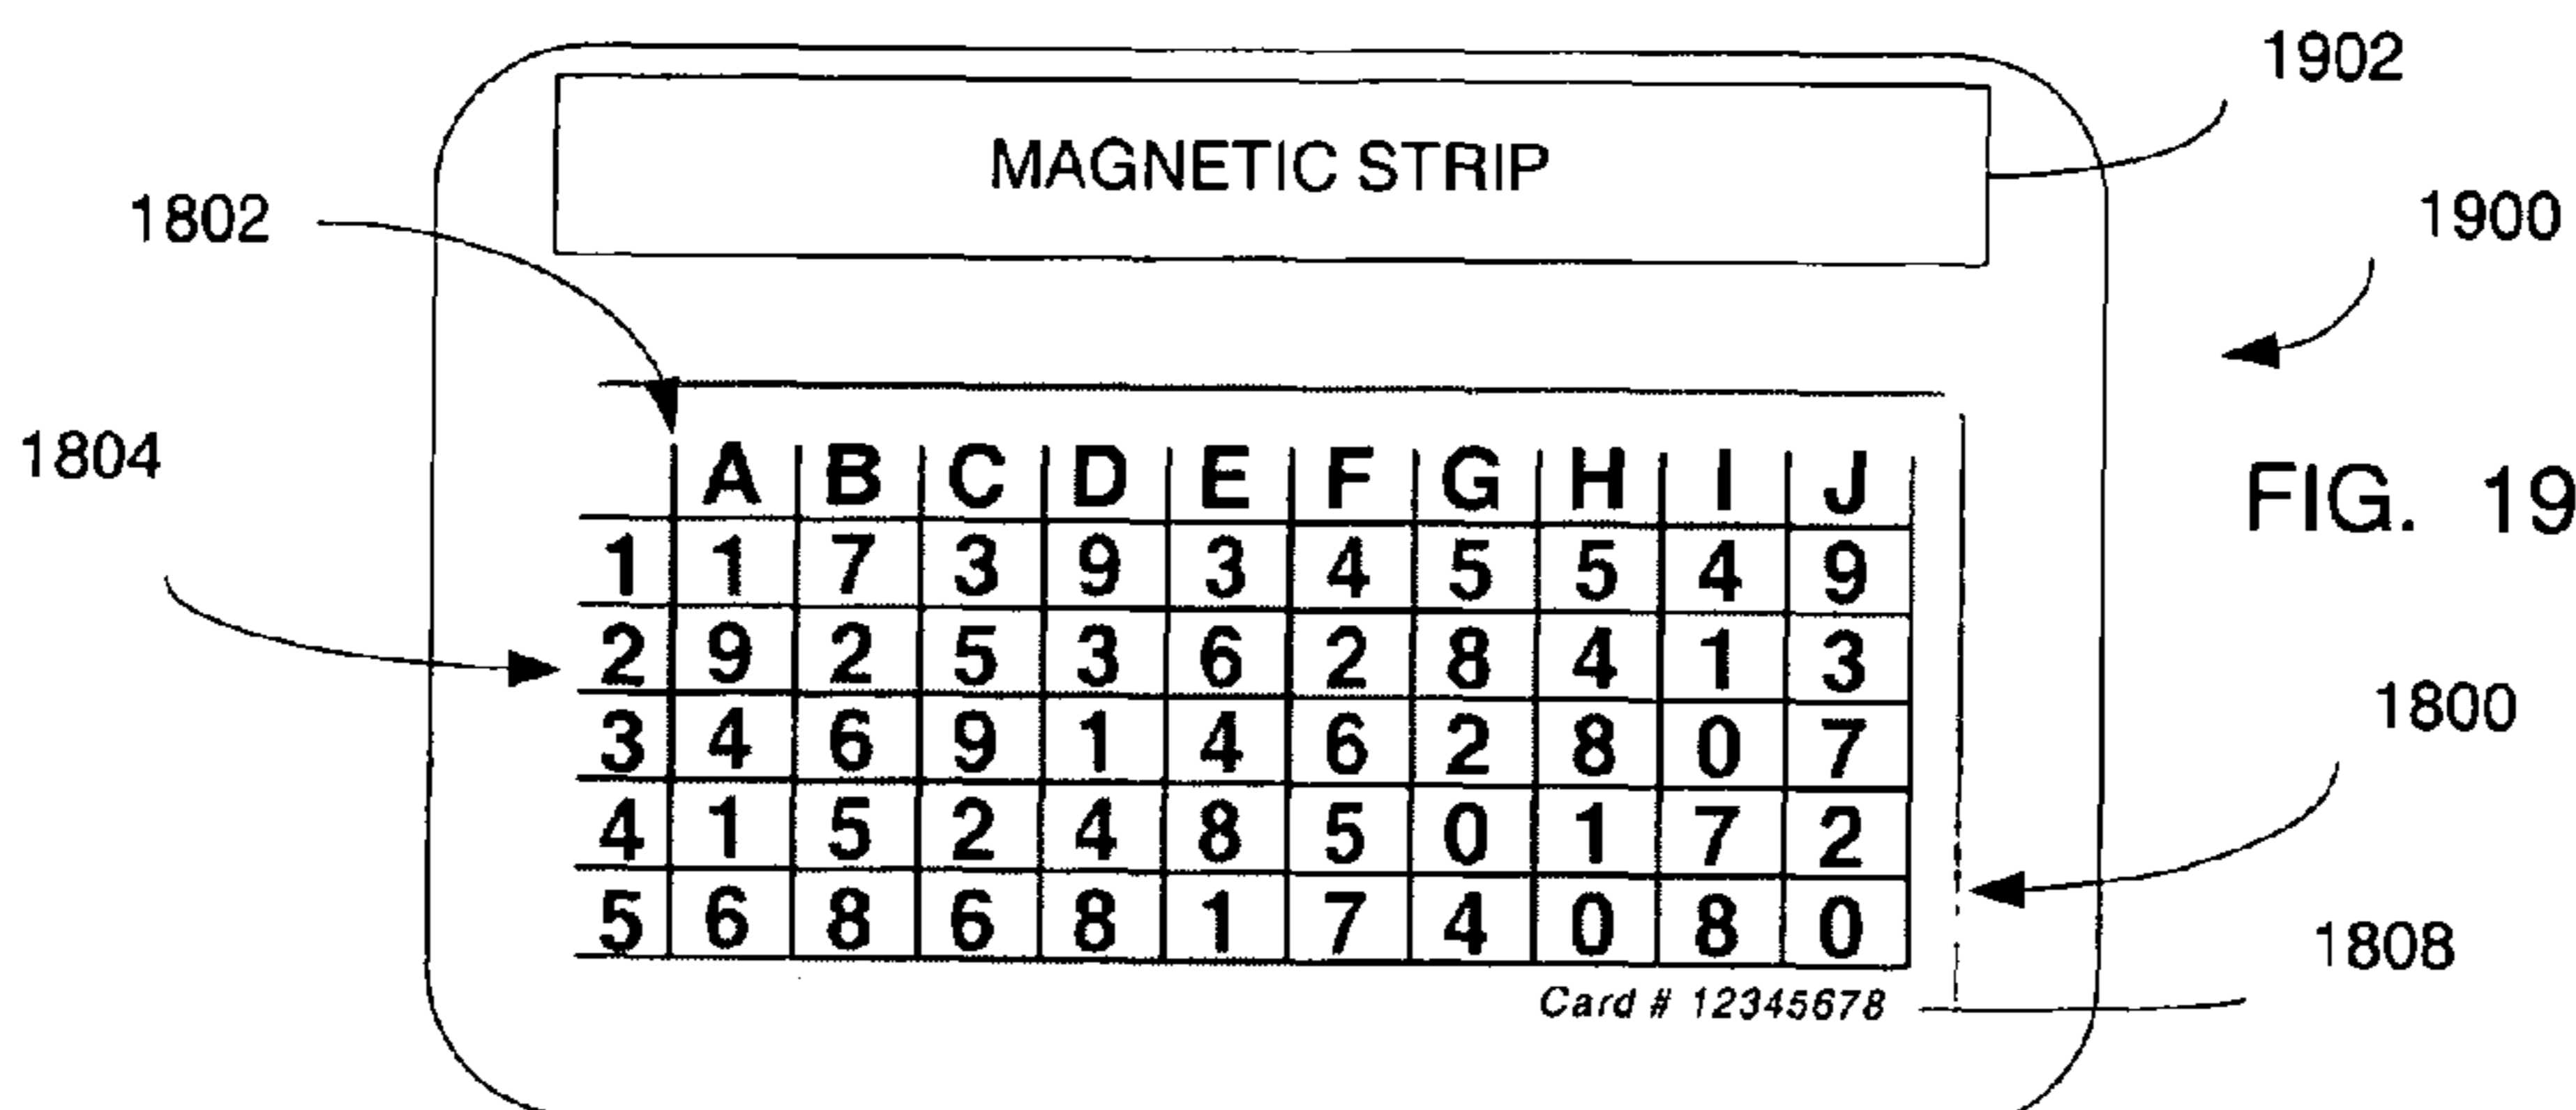 1902
MAGNETIC STRIP
1802
1900
1804
A B C D E F G H I J
FIG. 19
1 1 7 3 9 3 4 5 5 4 9
2 9 2 5 3 6 2 8 4 1 3
3 4 6 9 1 4 6 2 8 0 7
1800
4 1 5 2 4 8 5 0 1 7 2
5 6 8 6 8 1 7 4 0 8 0
1808
Card # 12345678